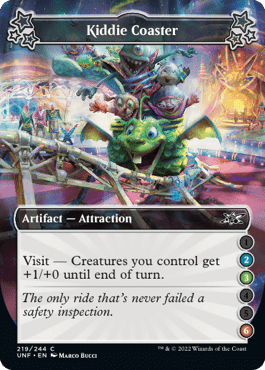 Kiddie Coaster
Artifact — Attraction
1
Visit — Creatures you control get
2
+1/+0 until end of turn.
3
The only ride that's never failed a
4
safety inspection.
5
6
219/244 C
UNF • EN Marco Bucci
™ & © 2022 Wizards of the Coast